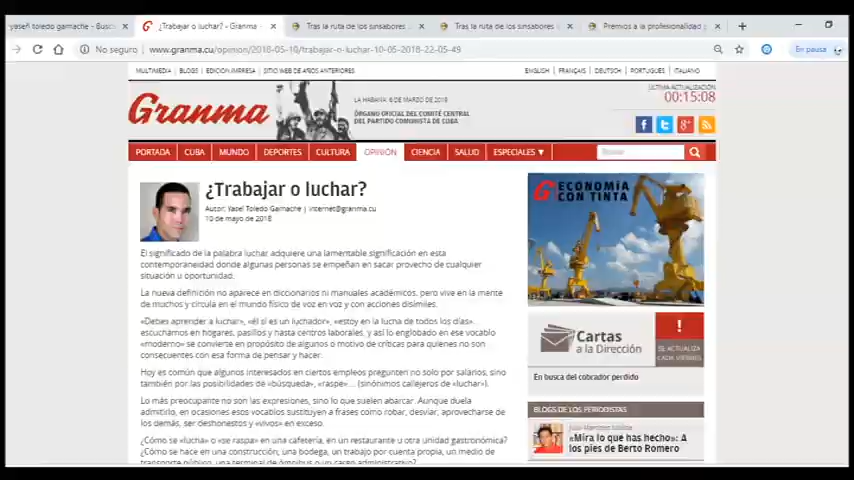 yaseil toledo garnache - Busc
¿Trabajar o luchar? - Granma
Tras la ruta de los sinsabores
Tras la ruta de los sinsabores
Premios a la profesionalidad p
No seguro | www.granma.cu/opinion/2018-05-10/trabajar-o-luchar-10-05-2018-22-05-49
En pausa
MULTIMEDIA | BLOGS | EDICIÓN IMPRESA | SITIO WEB DE AÑOS ANTERIORES
ENGLISH | FRANÇAIS | DEUTSCH | PORTUGUES | ITALIANO
Granma
LA HABANA, 6 DE MARZO DE 2018
ÓRGANO OFICIAL DEL COMITÉ CENTRAL
DEL PARTIDO COMUNISTA DE CUBA
ÚLTIMA ACTUALIZACIÓN
00:15:08
PORTADA CUBA MUNDO DEPORTES CULTURA OPINIÓN CIENCIA SALUD ESPECIALES ▼
Buscar
¿Trabajar o luchar?
Autor: Yasel Toledo Garnache | internet@granma.cu
10 de mayo de 2018
El significado de la palabra luchar adquiere una lamentable significación en esta
contemporaneidad donde algunas personas se empeñan en sacar provecho de cualquier
situación u oportunidad.
La nueva definición no aparece en diccionarios ni manuales académicos, pero vive en la mente
de muchos y circula en el mundo físico de voz en voz y con acciones disímiles.
«Debes aprender a luchar», «él sí es un luchador», «estoy en la lucha de todos los días»
escuchamos en hogares, pasillos y hasta centros laborales, y así lo englobado en ese vocablo
«moderno» se convierte en propósito de algunos o motivo de críticas para quienes no son
consecuentes con esa forma de pensar y hacer.
Hoy es común que algunos interesados en ciertos empleos pregunten no solo por salarios, sino
también por las posibilidades de «búsqueda», «raspe»... (sinónimos callejeros de «luchar»).
Lo más preocupante no son las expresiones, sino lo que suelen abarcar. Aunque duela
admitirlo, en ocasiones esos vocablos sustituyen a frases como robar, desviar, aprovecharse de
los demás, ser deshonestos y «vivos» en exceso.
¿Cómo se «lucha» o «se raspa» en una cafetería, en un restaurante u otra unidad gastronómica?
¿Cómo se hace en una construcción, una bodega, un trabajo por cuenta propia, un medio de
transporte público, una terminal de ómnibus o un cargo administrativo?
ECONOMÍA
CON TINTA
Cartas
a la Dirección
!
SE ACTUALIZA
CADA VIERNES
En busca del cobrador perdido
BLOGS DE LOS PERIODISTAS
«Mira lo que has hecho»: A
los pies de Berto Romero